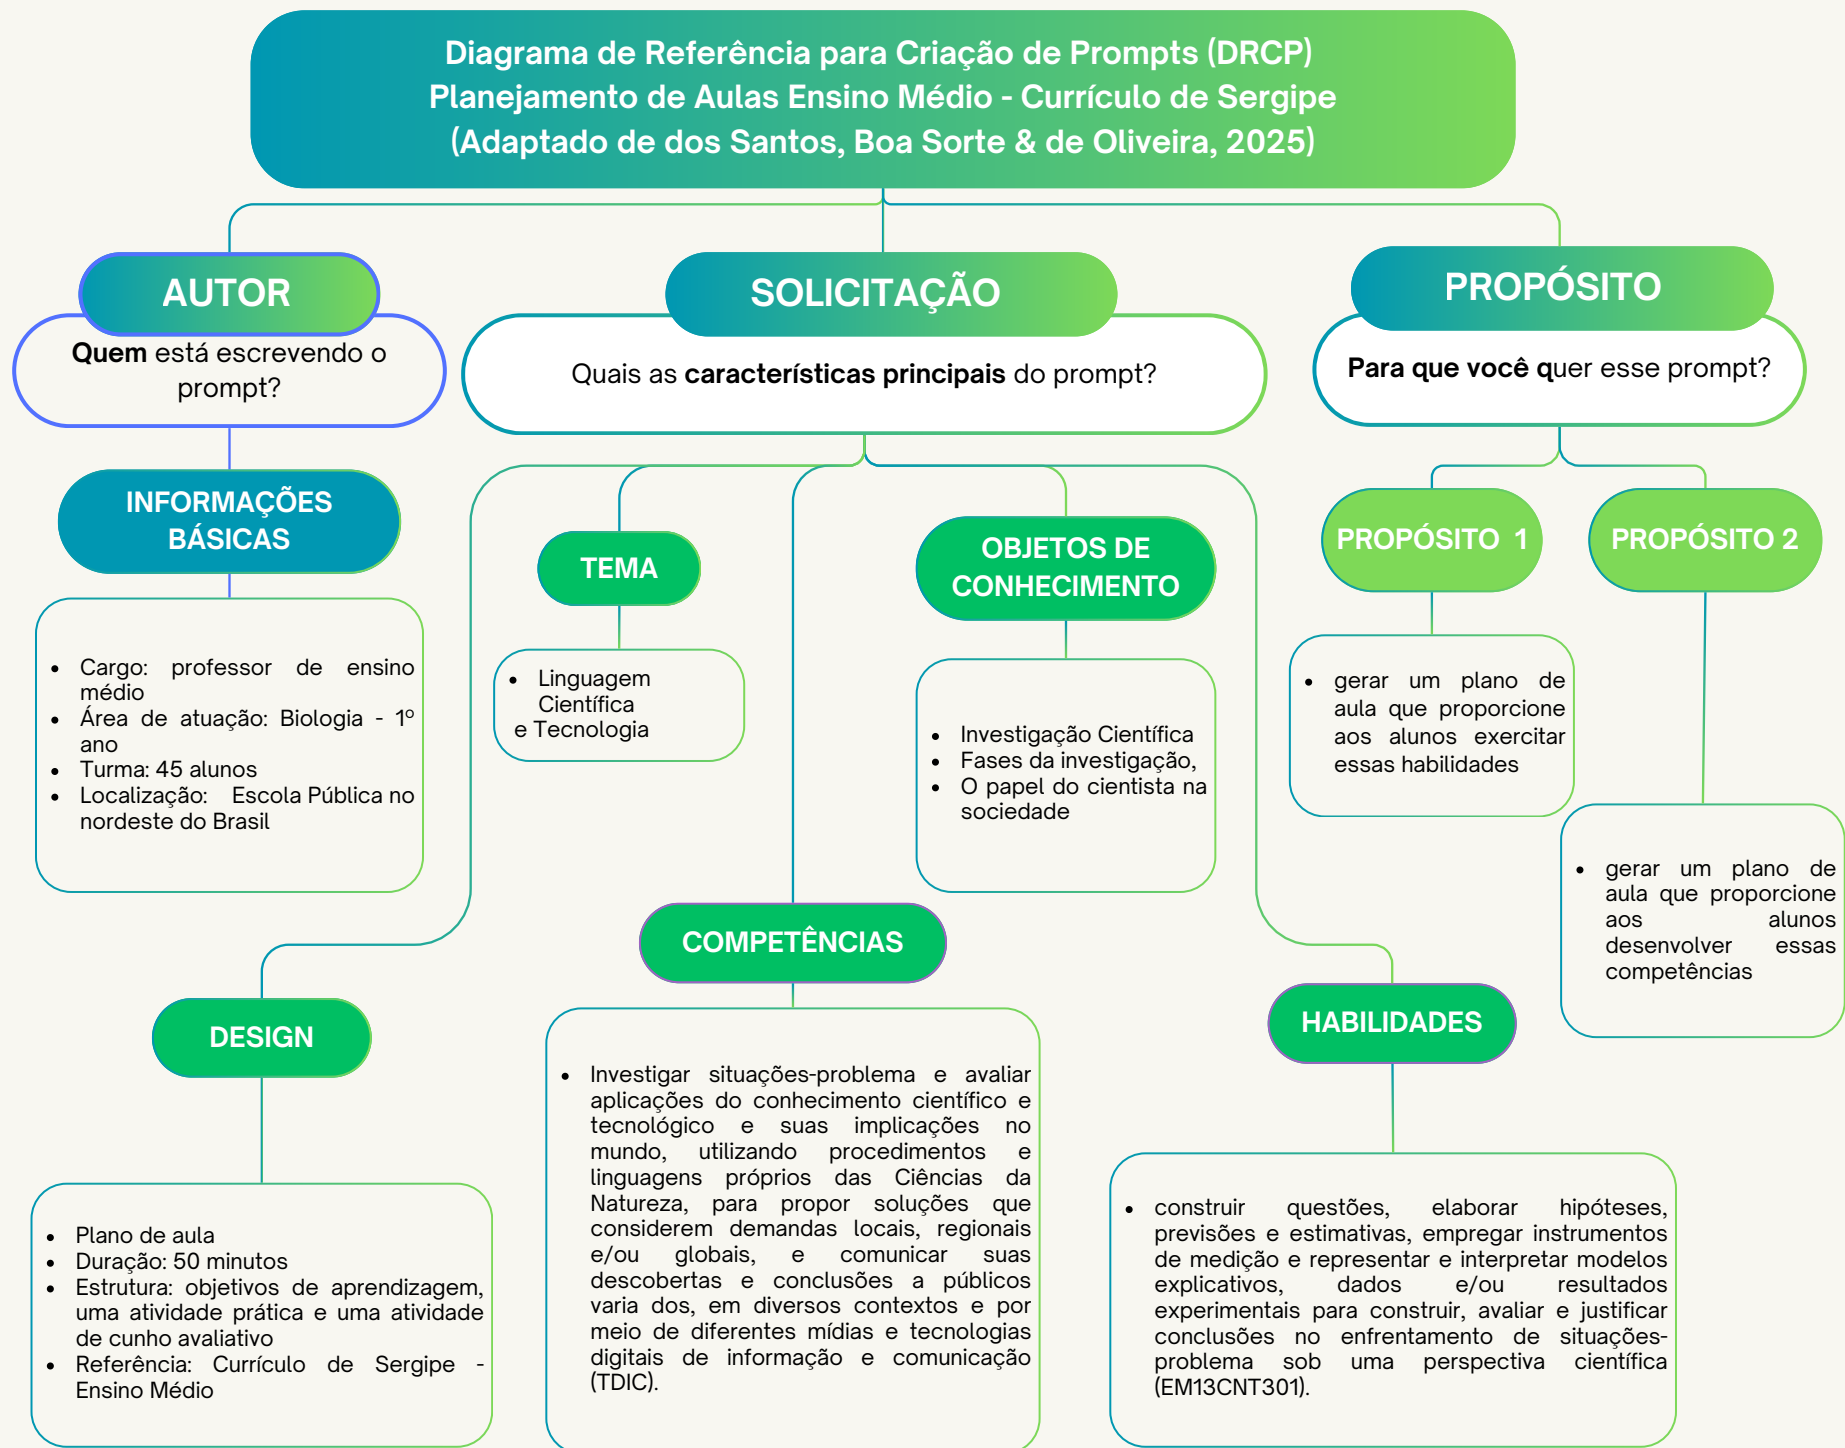 Diagrama de Referência para Criação de Prompts (DRCP)
Planejamento de Aulas Ensino Médio - Currículo de Sergipe
(Adaptado de dos Santos, Boa Sorte & de Oliveira, 2025)
AUTOR
Quem está escrevendo o
prompt?
INFORMAÇÕES
BÁSICAS
• Cargo: professor de ensino
médio
• Área de atuação: Biologia - 1º
ano
• Turma: 45 alunos
• Localização: Escola Pública no
nordeste do Brasil
SOLICITAÇÃO
Quais as características principais do prompt?
DESIGN
• Plano de aula
• Duração: 50 minutos
• Estrutura: objetivos de aprendizagem,
uma atividade prática e uma atividade
de cunho avaliativo
• Referência: Currículo de Sergipe -
Ensino Médio
TEMA
• Linguagem
Científica
e Tecnologia
COMPETÊNCIAS
• Investigar situações-problema e avaliar
aplicações do conhecimento científico e
tecnológico e suas implicações no
mundo, utilizando procedimentos e
linguagens próprios das Ciências da
Natureza, para propor soluções que
considerem demandas locais, regionais
e/ou globais, e comunicar suas
descobertas e conclusões a públicos
varia dos, em diversos contextos e por
meio de diferentes mídias e tecnologias
digitais de informação e comunicação
(TDIC).
OBJETOS DE
CONHECIMENTO
• Investigação Científica
• Fases da investigação,
• O papel do cientista na
sociedade
HABILIDADES
• construir questões, elaborar hipóteses,
previsões e estimativas, empregar instrumentos
de medição e representar e interpretar modelos
explicativos, dados e/ou resultados
experimentais para construir, avaliar e justificar
conclusões no enfrentamento de situações-
problema sob uma perspectiva científica
(EM13CNT301).
PROPÓSITO
Para que você quer esse prompt?
PROPÓSITO 1
• gerar um plano de
aula que proporcione
aos alunos exercitar
essas habilidades
PROPÓSITO 2
• gerar um plano de
aula que proporcione
aos alunos
desenvolver essas
competências